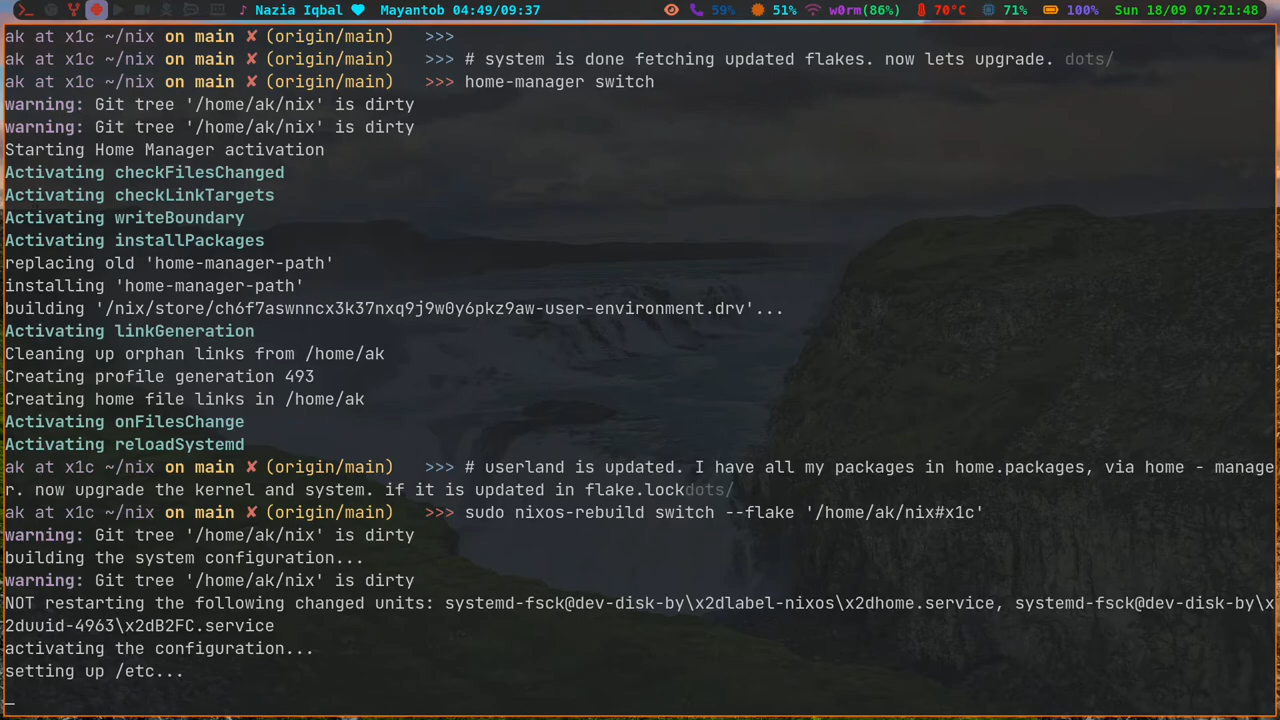 ♪ Nazia Iqbal ♥ Mayantob 04:49/09:37 59% 51% w0rm(86%) 70°C 71% 100% Sun 18/09 07:21:48
ak at x1c ~/nix on main ✘ (origin/main) >>>
ak at x1c ~/nix on main ✘ (origin/main) >>> # system is done fetching updated flakes. now lets upgrade. dots/
ak at x1c ~/nix on main ✘ (origin/main) >>> home-manager switch
warning: Git tree '/home/ak/nix' is dirty
warning: Git tree '/home/ak/nix' is dirty
Starting Home Manager activation
Activating checkFilesChanged
Activating checkLinkTargets
Activating writeBoundary
Activating installPackages
replacing old 'home-manager-path'
installing 'home-manager-path'
building '/nix/store/ch6f7aswnncx3k37nxq9j9w0y6pkz9aw-user-environment.drv'...
Activating linkGeneration
Cleaning up orphan links from /home/ak
Creating profile generation 493
Creating home file links in /home/ak
Activating onFilesChange
Activating reloadSystemd
ak at x1c ~/nix on main ✘ (origin/main) >>> # userland is updated. I have all my packages in home.packages, via home - manage
r. now upgrade the kernel and system. if it is updated in flake.lockdots/
ak at x1c ~/nix on main ✘ (origin/main) >>> sudo nixos-rebuild switch --flake '/home/ak/nix#x1c'
warning: Git tree '/home/ak/nix' is dirty
building the system configuration...
warning: Git tree '/home/ak/nix' is dirty
NOT restarting the following changed units: systemd-fsck@dev-disk-by\x2dlabel-nixos\x2dhome.service, systemd-fsck@dev-disk-by\x
2duuid-4963\x2dB2FC.service
activating the configuration...
setting up /etc...